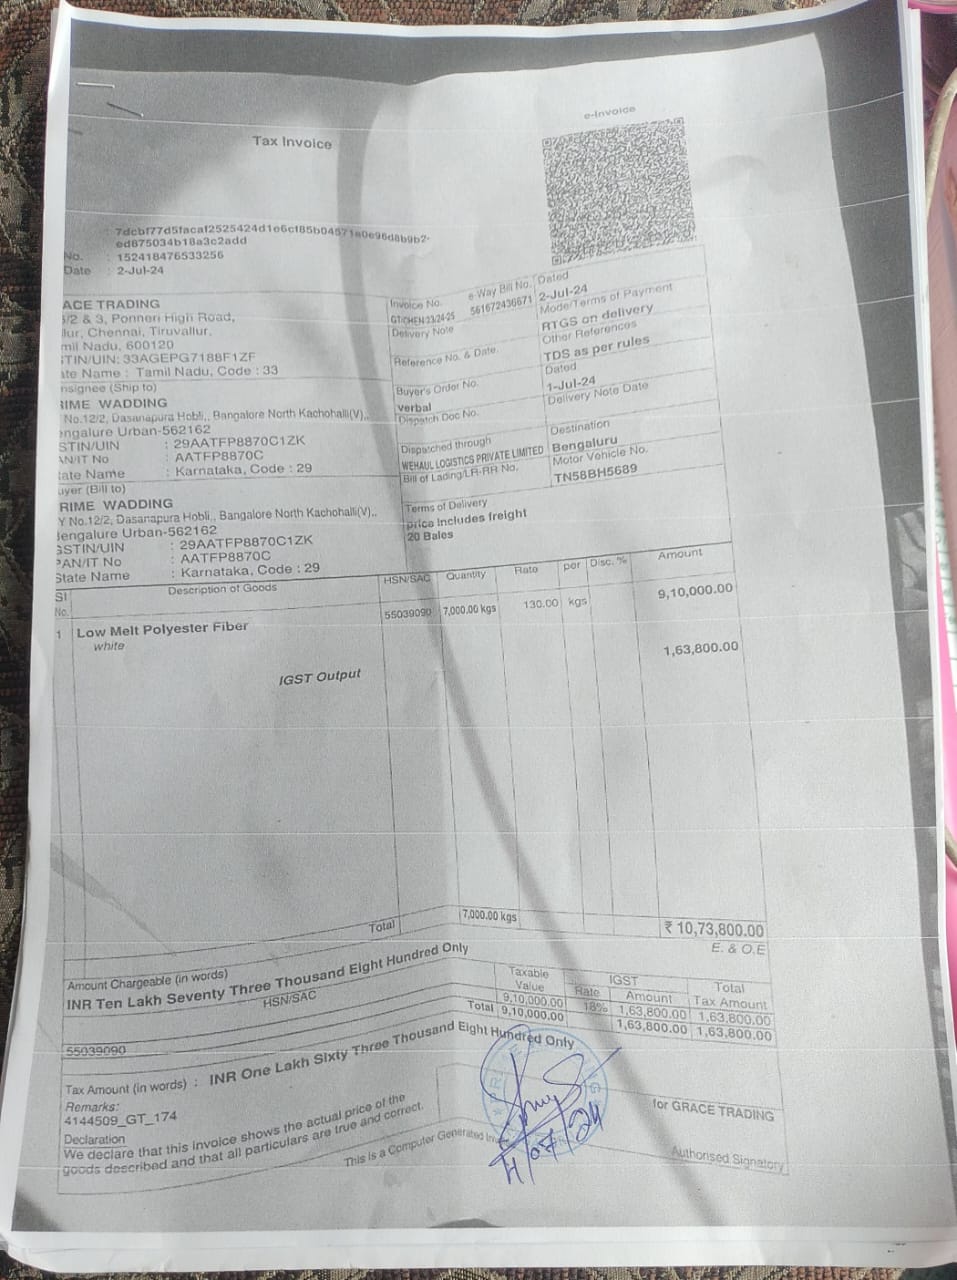 e-Invoice
Tax Invoice
: 7dcbf77d5facaf2525424d1e6cf85b04571a0e96d8b9b2-
ed875034b18a3c2add
No. : 152418476533256
Date : 2-Jul-24
ACE TRADING
/2 & 3, Ponneri High Road,
lur, Chennai, Tiruvallur,
mil Nadu, 600120
STIN/UIN: 33AGEPG7188F1ZF
ate Name : Tamil Nadu, Code : 33
nsignee (Ship to)
RIME WADDING
No.12/2, Dasanapura Hobli,, Bangalore North Kachohalli(V),,
engalure Urban-562162
STIN/UIN : 29AATFP8870C1ZK
AN/IT No : AATFP8870C
tate Name : Karnataka, Code : 29
uyer (Bill to)
RIME WADDING
Y No.12/2, Dasanapura Hobli,, Bangalore North Kachohalli(V),,
Bengalure Urban-562162
GSTIN/UIN : 29AATFP8870C1ZK
PAN/IT No : AATFP8870C
State Name : Karnataka, Code : 29
Invoice No. e-Way Bill No. Dated
GT/CHEN/23/24-25 561672436671 2-Jul-24
Delivery Note Mode/Terms of Payment
RTGS on delivery
Reference No. & Date. Other References
TDS as per rules
Buyer's Order No. Dated
verbal 1-Jul-24
Dispatch Doc No. Delivery Note Date
Dispatched through Destination
WEHAUL LOGISTICS PRIVATE LIMITED Bengaluru
Bill of Lading/LR-RR No. Motor Vehicle No.
TN58BH5689
Terms of Delivery
price Includes freight
20 Bales
Sl No. Description of Goods HSN/SAC Quantity Rate per Disc. % Amount
1 Low Melt Polyester Fiber 55039090 7,000.00 kgs 130.00 kgs 9,10,000.00
white
IGST Output 1,63,800.00
Total 7,000.00 kgs ₹ 10,73,800.00
Amount Chargeable (in words) E. & O.E
INR Ten Lakh Seventy Three Thousand Eight Hundred Only
HSN/SAC Taxable Value IGST Rate Amount Total Tax Amount
55039090 9,10,000.00 18% 1,63,800.00 1,63,800.00
Total 9,10,000.00 1,63,800.00 1,63,800.00
Tax Amount (in words) : INR One Lakh Sixty Three Thousand Eight Hundred Only
Remarks:
4144509_GT_174
Declaration
We declare that this invoice shows the actual price of the
goods described and that all particulars are true and correct.
for GRACE TRADING
Authorised Signatory
This is a Computer Generated